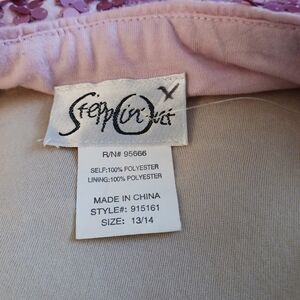 Steppin' Out
R/N# 95666
SELF:100% POLYESTER
LINING:100% POLYESTER
MADE IN CHINA
STYLE#: 915161
SIZE: 13/14